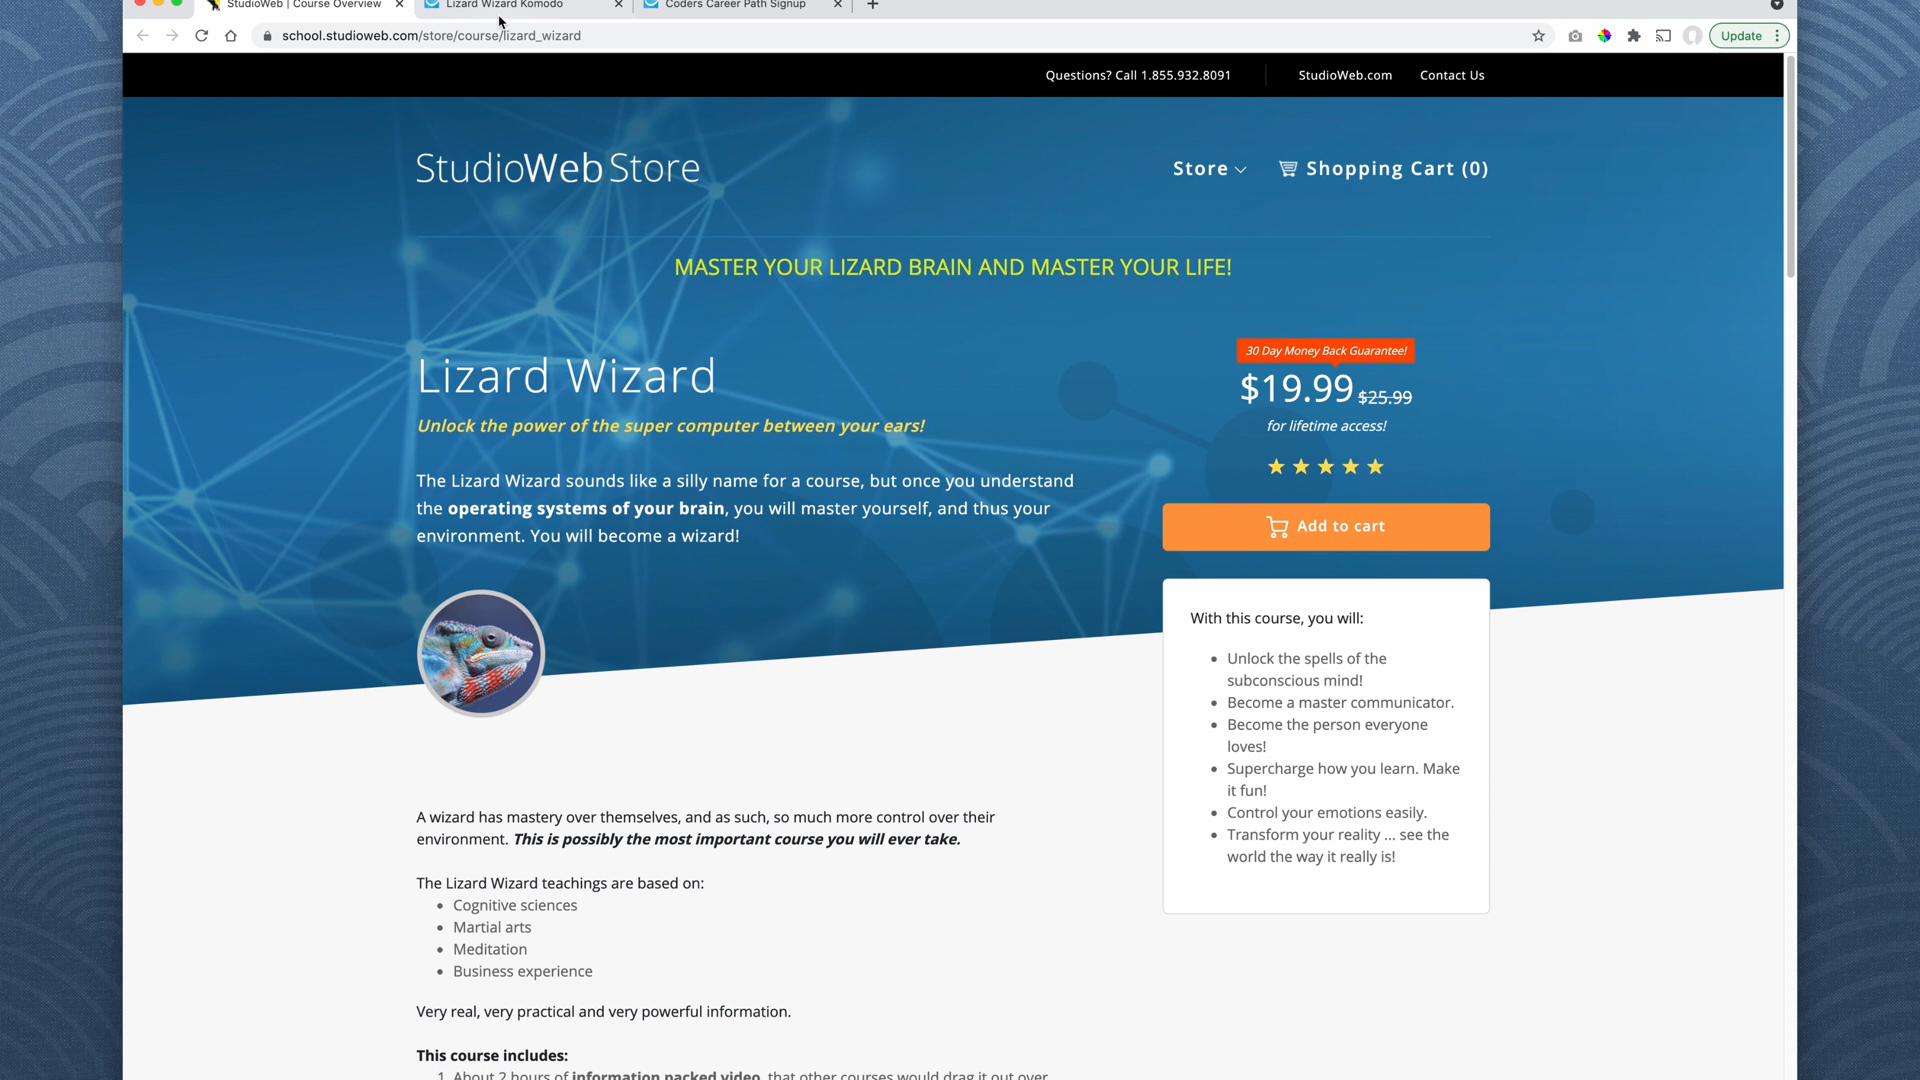 StudioWeb | Course Overview
Lizard Wizard Komodo
Coders Career Path Signup
school.studioweb.com/store/course/lizard_wizard
Update
Questions? Call 1.855.932.8091
StudioWeb.com
Contact Us
StudioWeb Store
Store
Shopping Cart (0)
MASTER YOUR LIZARD BRAIN AND MASTER YOUR LIFE!
Lizard Wizard
Unlock the power of the super computer between your ears!
The Lizard Wizard sounds like a silly name for a course, but once you understand
the operating systems of your brain, you will master yourself, and thus your
environment. You will become a wizard!
30 Day Money Back Guarantee!
$19.99 $25.99
for lifetime access!
Add to cart
With this course, you will:
• Unlock the spells of the
subconscious mind!
• Become a master communicator.
• Become the person everyone
loves!
• Supercharge how you learn. Make
it fun!
• Control your emotions easily.
• Transform your reality ... see the
world the way it really is!
A wizard has mastery over themselves, and as such, so much more control over their
environment. This is possibly the most important course you will ever take.
The Lizard Wizard teachings are based on:
• Cognitive sciences
• Martial arts
• Meditation
• Business experience
Very real, very practical and very powerful information.
This course includes:
1. About 2 hours of information packed video, that other courses would drag it out over